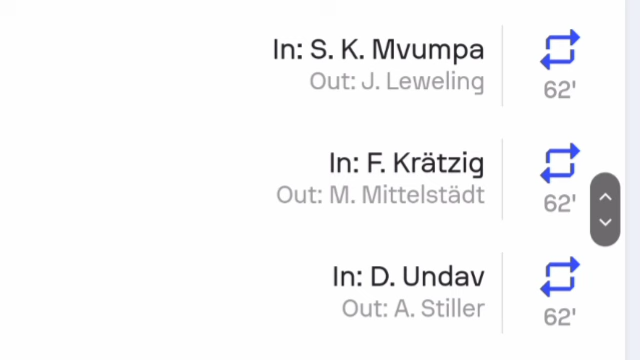 In: S. K. Mvumpa
Out: J. Leweling
62'
In: F. Krätzig
Out: M. Mittelstädt
62'
In: D. Undav
Out: A. Stiller
62'